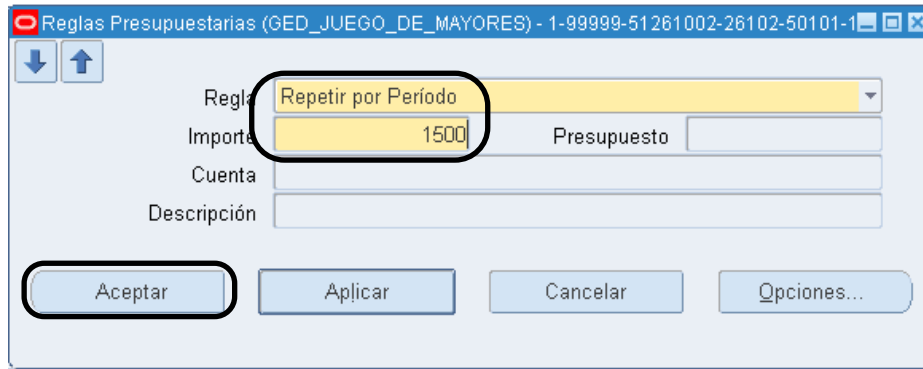 Reglas Presupuestarias (GED_JUEGO_DE_MAYORES) - 1-99999-51261002-26102-50101-1
Regla Repetir por Período
Importe 1500 Presupuesto
Cuenta
Descripción
Aceptar Aplicar Cancelar Opciones...